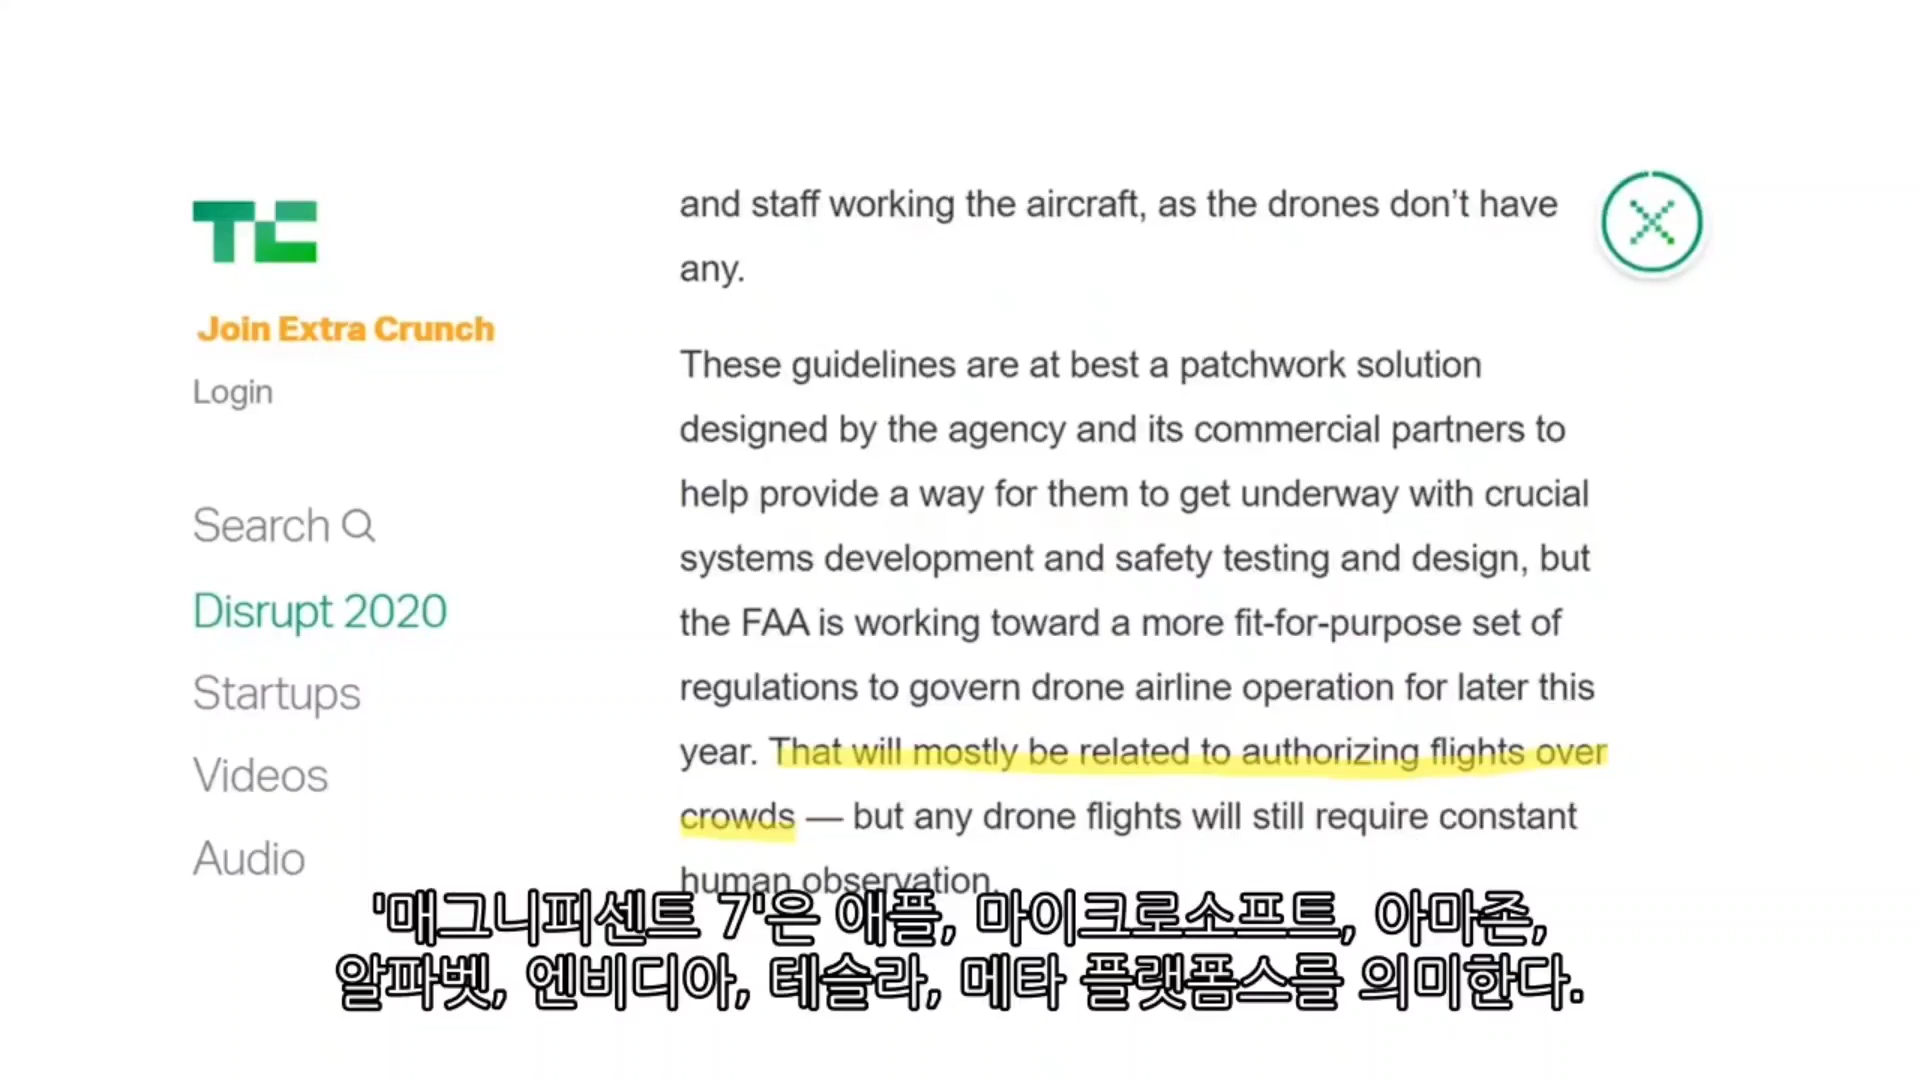 TC
Join Extra Crunch
Login
Search
Disrupt 2020
Startups
Videos
Audio
and staff working the aircraft, as the drones don’t have
any.
These guidelines are at best a patchwork solution
designed by the agency and its commercial partners to
help provide a way for them to get underway with crucial
systems development and safety testing and design, but
the FAA is working toward a more fit-for-purpose set of
regulations to govern drone airline operation for later this
year. That will mostly be related to authorizing flights over
crowds — but any drone flights will still require constant
human observation.
'매그니피센트 7'은 애플, 마이크로소프트, 아마존,
알파벳, 엔비디아, 테슬라, 메타 플랫폼스를 의미한다.